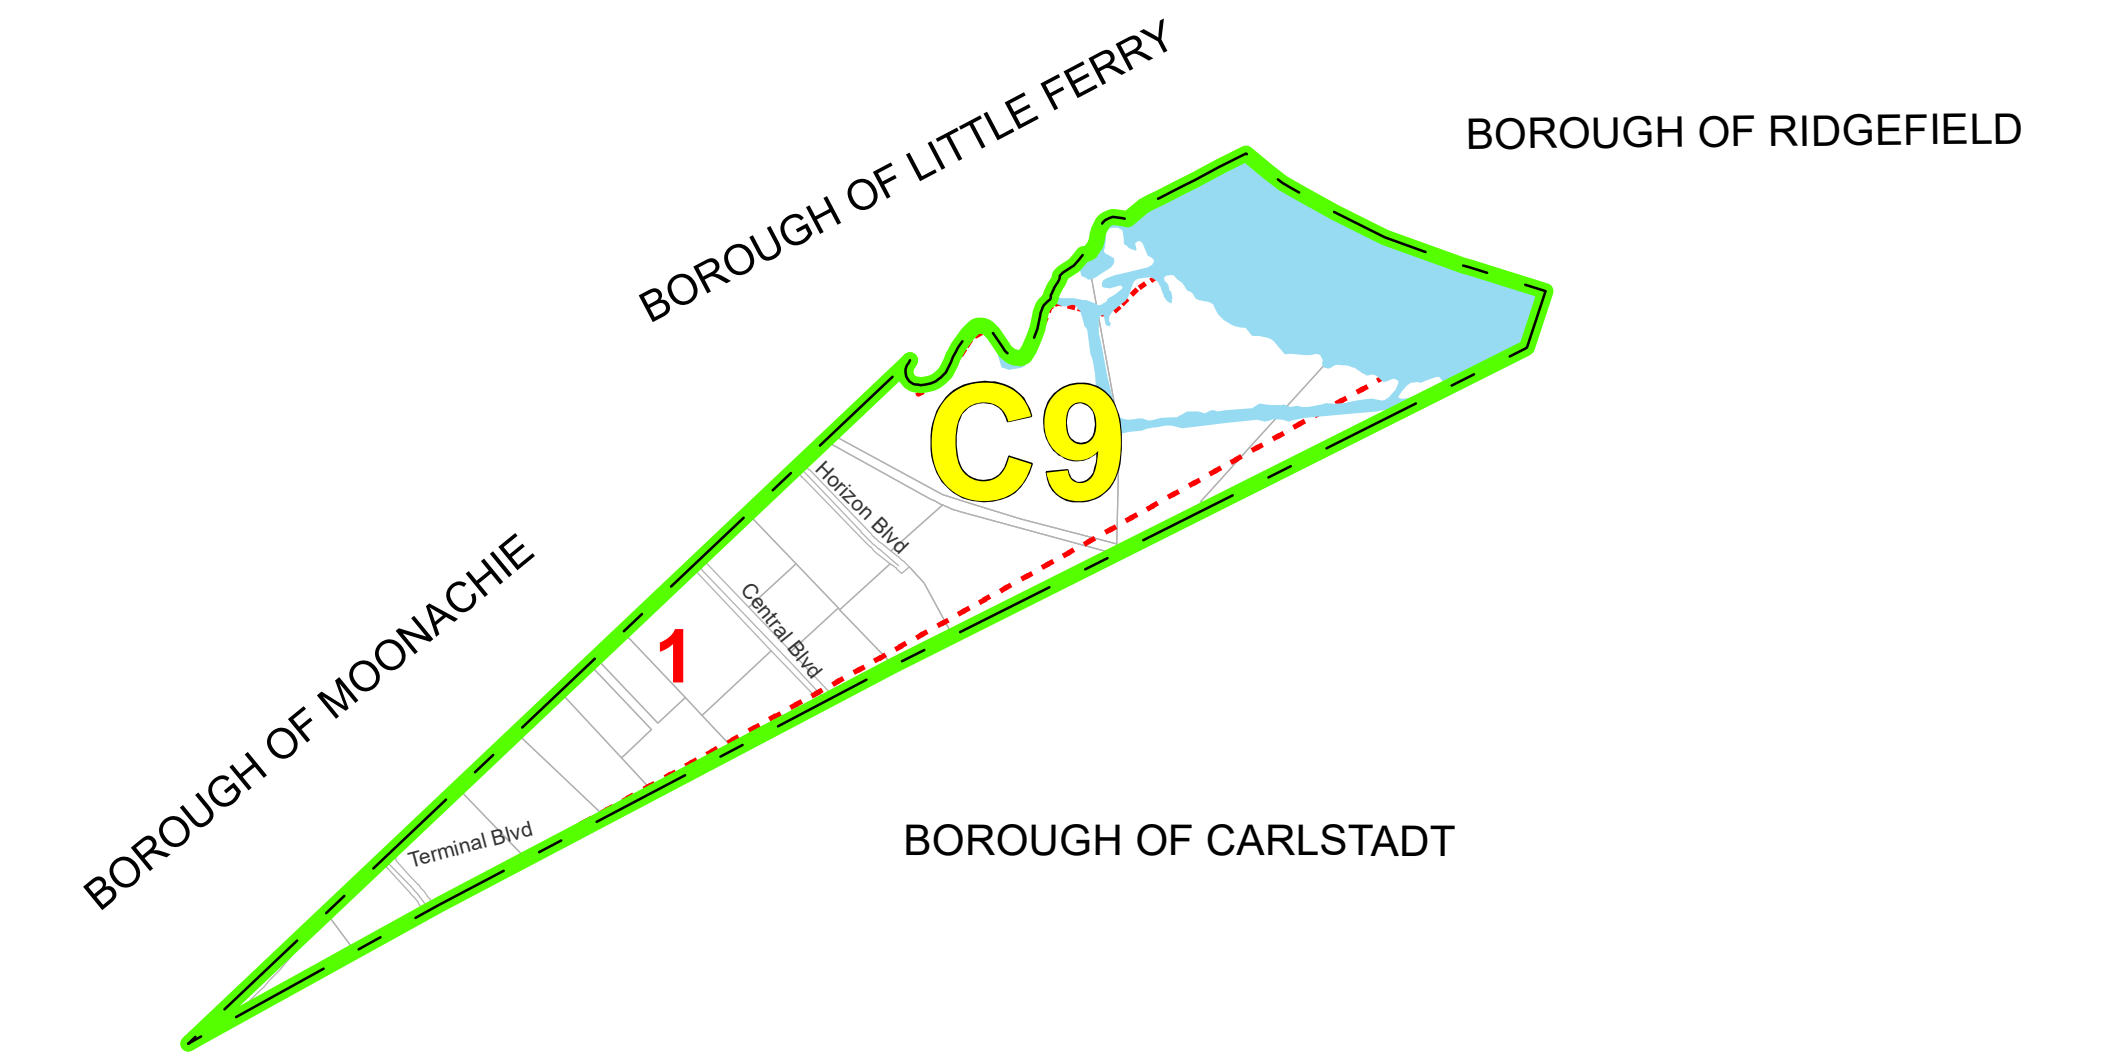 BOROUGH OF LITTLE FERRY
BOROUGH OF RIDGEFIELD
C9
Horizon Blvd
BOROUGH OF MOONACHIE
Central Blvd
1
Terminal Blvd
BOROUGH OF CARLSTADT